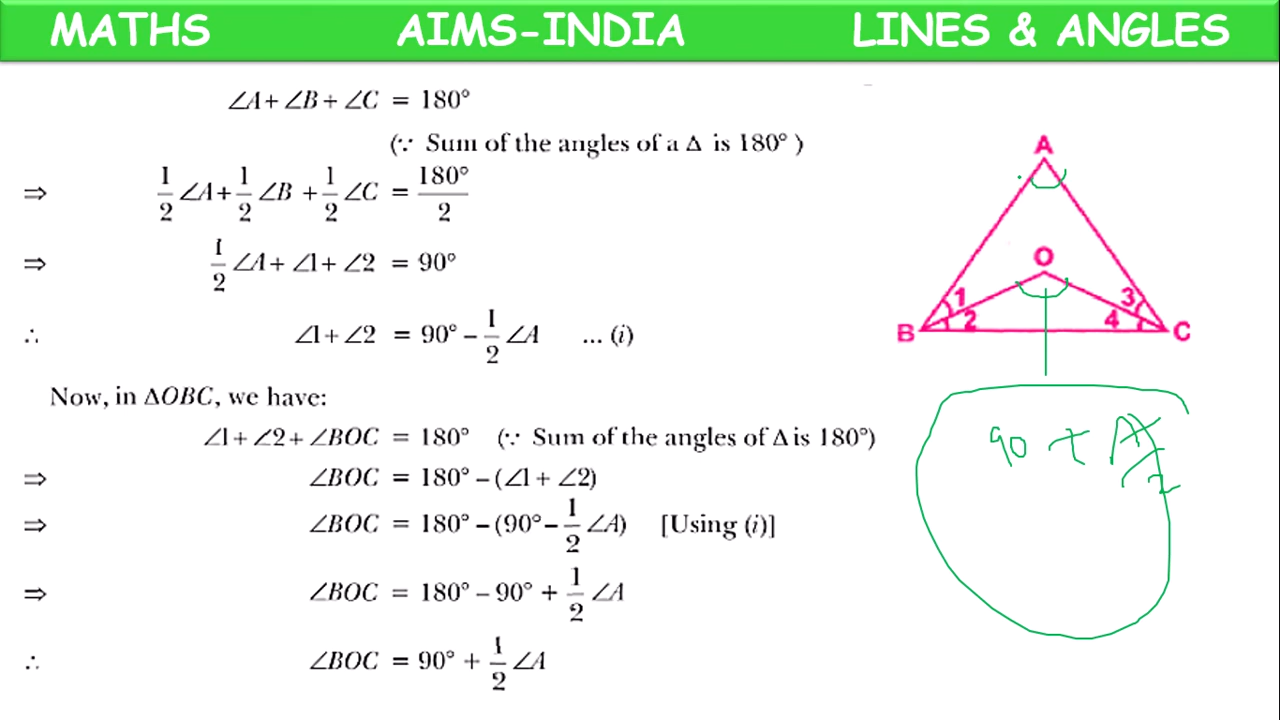 MATHS AIMS-INDIA LINES & ANGLES
∠A + ∠B + ∠C = 180°
(∵ Sum of the angles of a Δ is 180°)
⇒ 1/2 ∠A + 1/2 ∠B + 1/2 ∠C = 180°/2
⇒ 1/2 ∠A + ∠1 + ∠2 = 90°
∴ ∠1 + ∠2 = 90° − 1/2 ∠A ... (i)
Now, in ΔOBC, we have:
∠1 + ∠2 + ∠BOC = 180° (∵ Sum of the angles of Δ is 180°)
⇒ ∠BOC = 180° − (∠1 + ∠2)
⇒ ∠BOC = 180° − (90° − 1/2 ∠A) [Using (i)]
⇒ ∠BOC = 180° − 90° + 1/2 ∠A
∴ ∠BOC = 90° + 1/2 ∠A
A
O
1 3
B 2 4 C
90 + A/2